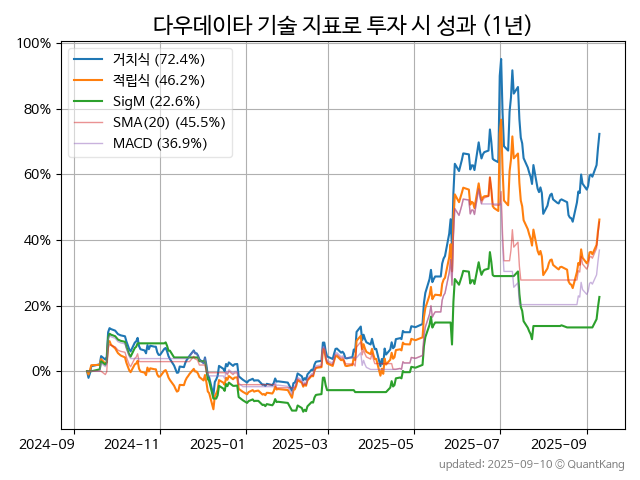 다우데이타 기술 지표로 투자 시 성과 (1년)
100%
80%
60%
40%
20%
0%
거치식 (72.4%)
적립식 (46.2%)
SigM (22.6%)
SMA(20) (45.5%)
MACD (36.9%)
2024-09
2024-11
2025-01
2025-03
2025-05
2025-07
2025-09
updated: 2025-09-10 © QuantKang